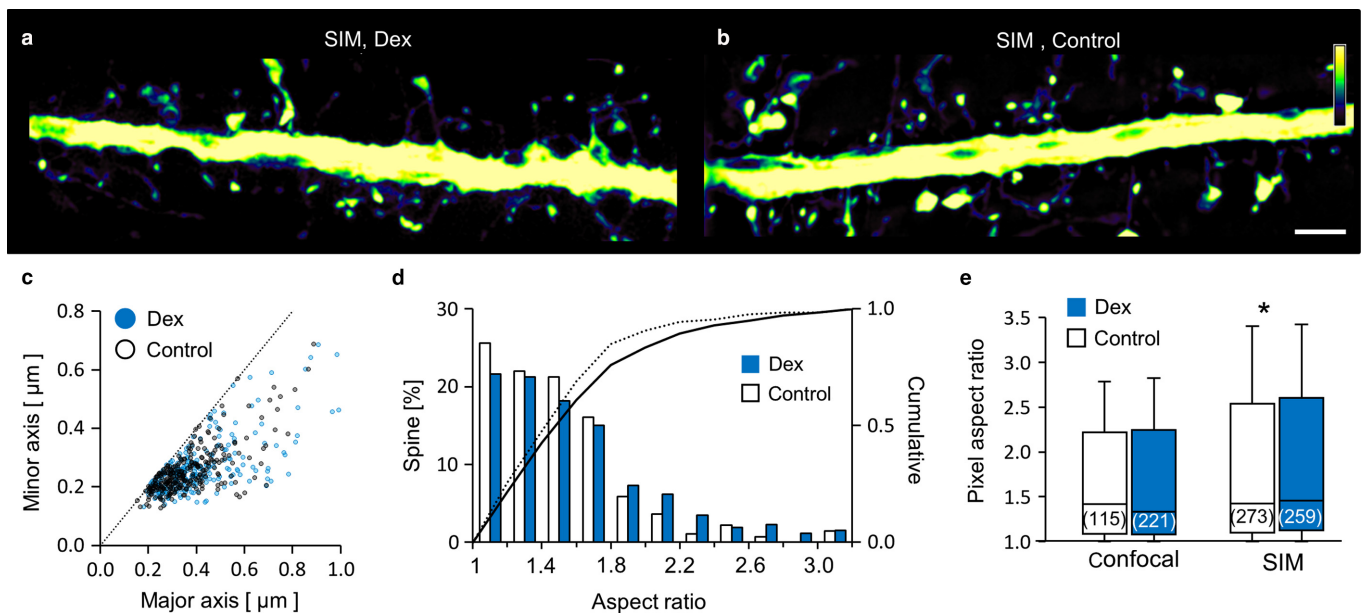 a
SIM, Dex
b
SIM , Control
c
0.8
0.6
0.4
0.2
0.0
Minor axis [ µm ]
Dex
Control
0.0 0.2 0.4 0.6 0.8 1.0
Major axis [ µm ]
d
30
20
10
0
Spine [%]
Dex
Control
1.0
0.5
0.0
Cumulative
1 1.4 1.8 2.2 2.6 3.0
Aspect ratio
e
Dex
Control
*
3.5
3.0
2.5
2.0
1.5
1.0
Pixel aspect ratio
(115) (221) (273) (259)
Confocal SIM